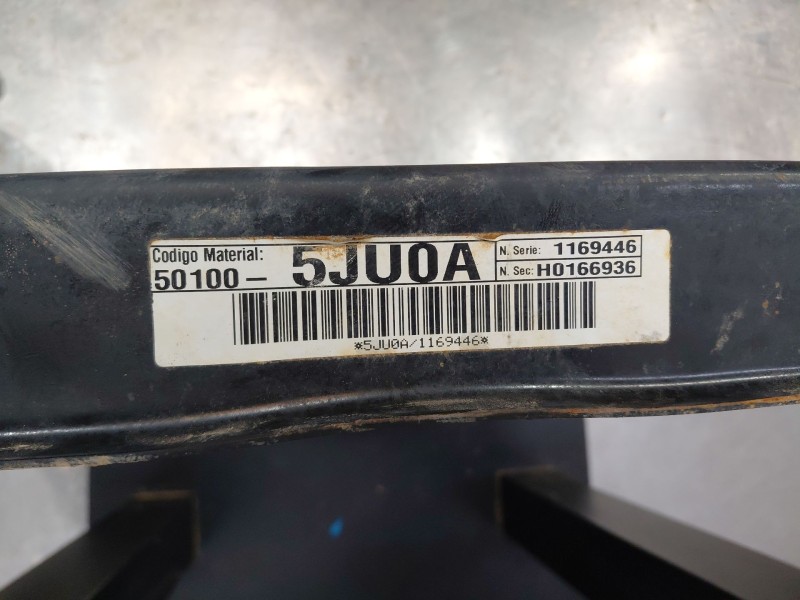 Codigo Material:
50100- 5JU0A
N. Serie: 1169446
N. Sec: H0166936
*5JU0A/1169446*